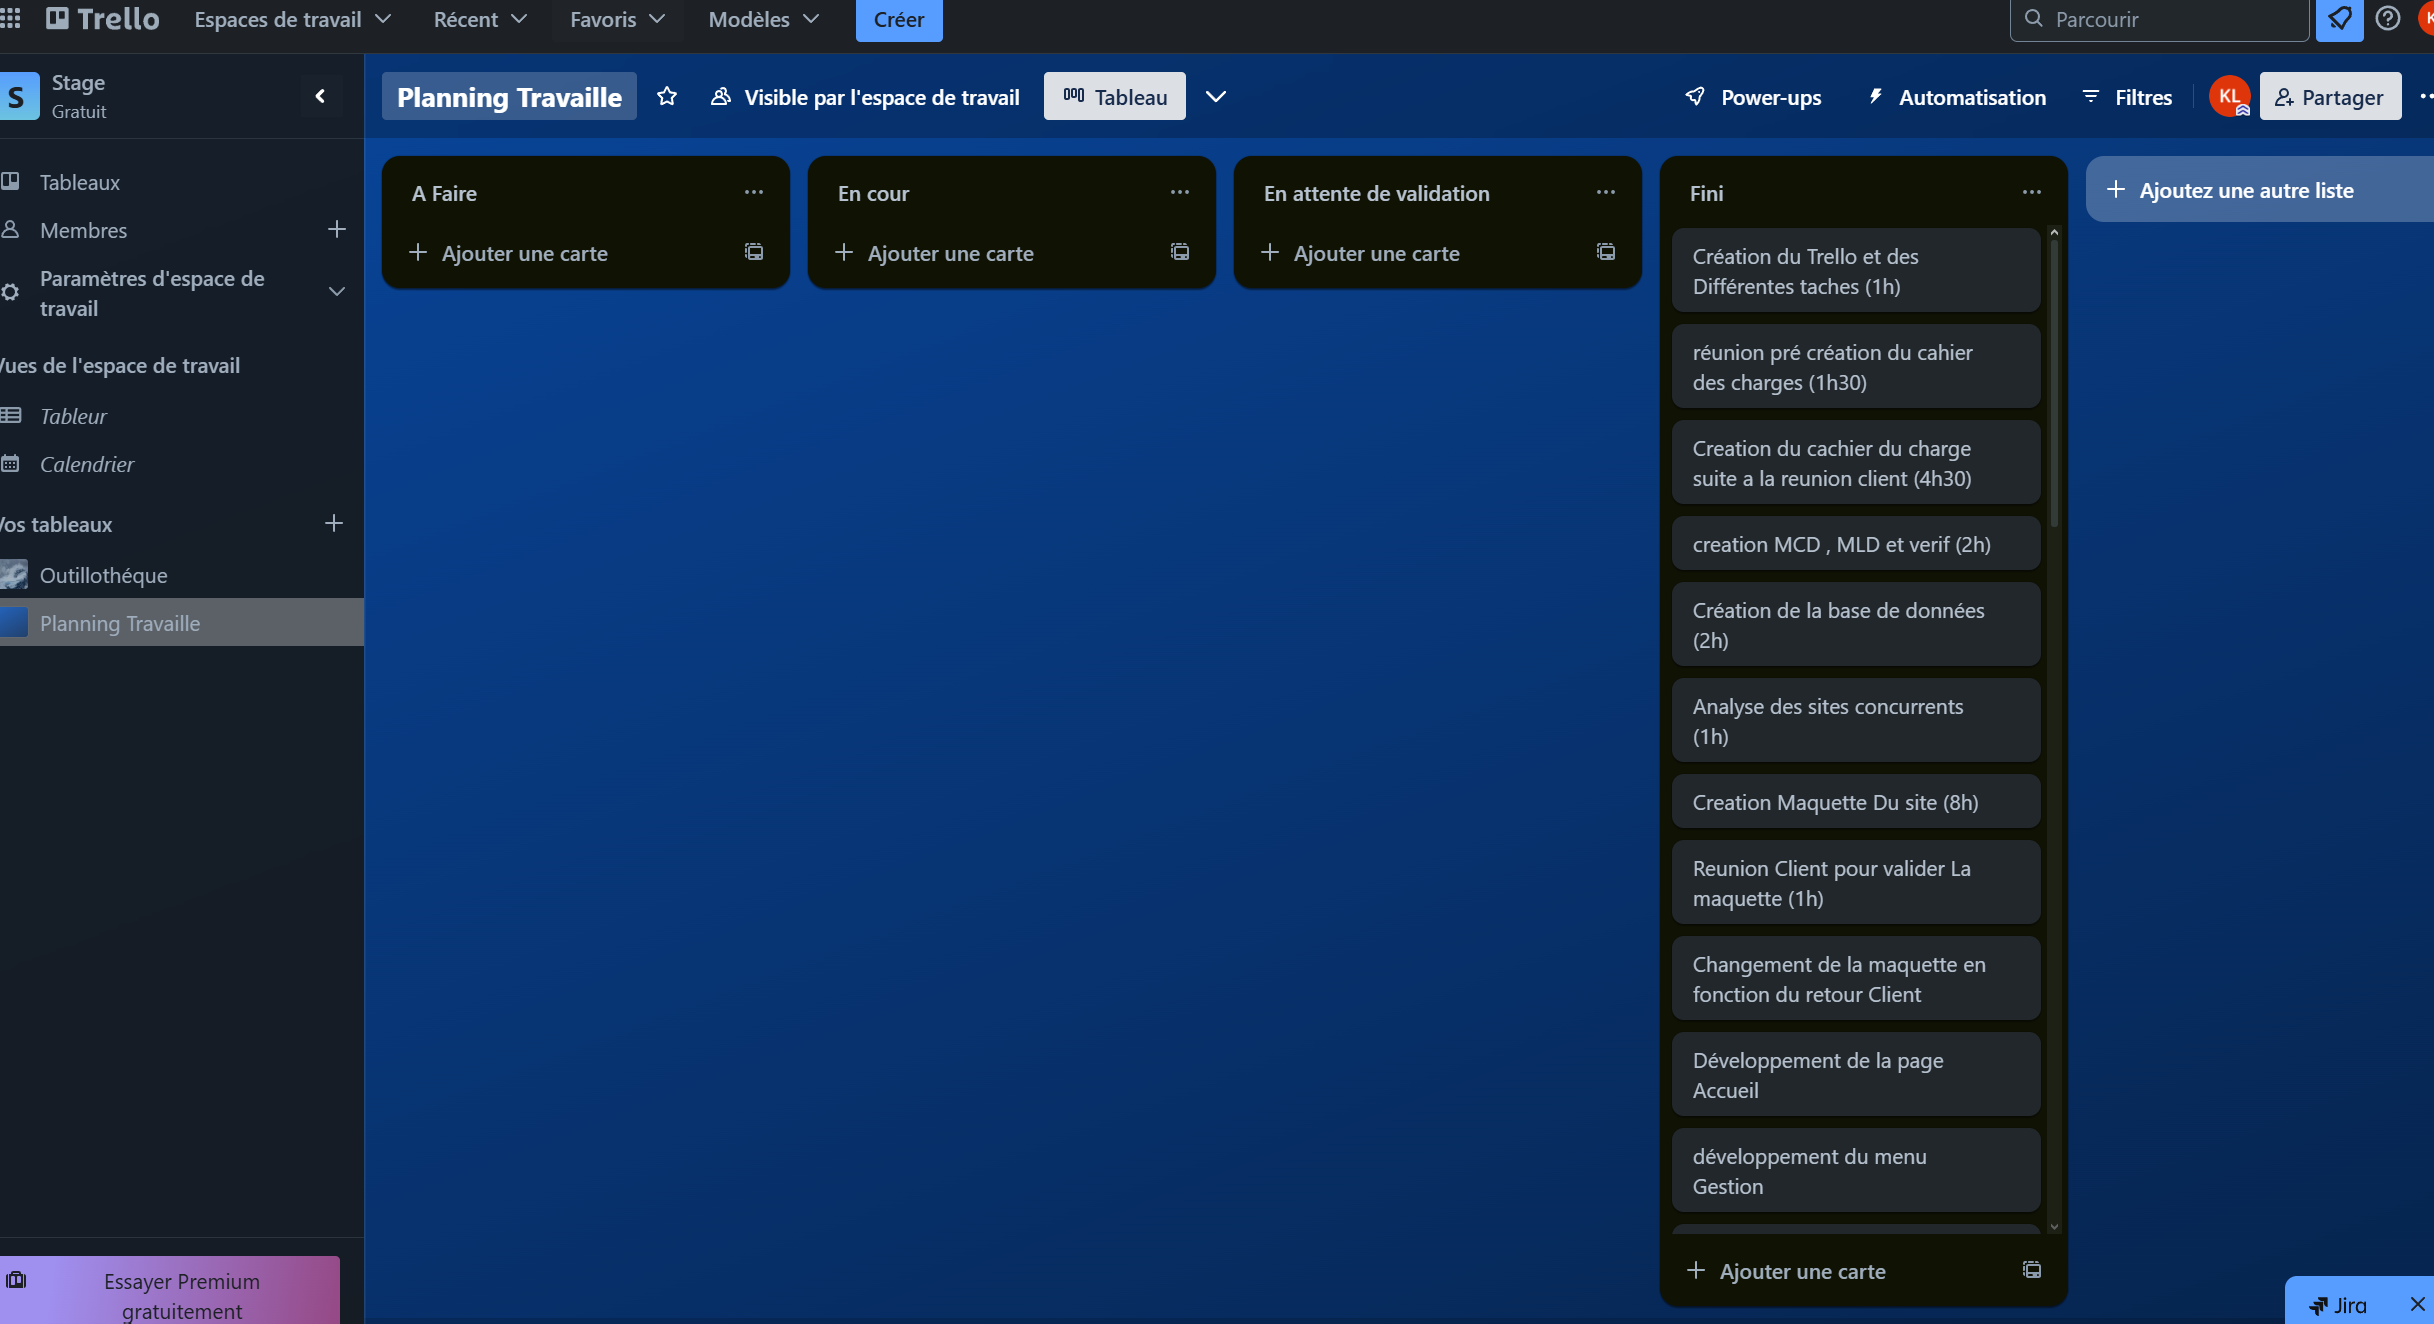 Trello
Espaces de travail
Récent
Favoris
Modèles
Créer
Parcourir
S
Stage
Gratuit
Planning Travaille
Visible par l'espace de travail
Tableau
Power-ups
Automatisation
Filtres
KL
Partager
Tableaux
Membres
Paramètres d'espace de
travail
Vues de l'espace de travail
Tableur
Calendrier
Vos tableaux
Outillothéque
Planning Travaille
Essayer Premium
gratuitement
A Faire
Ajouter une carte
En cour
Ajouter une carte
En attente de validation
Ajouter une carte
Fini
Création du Trello et des
Différentes taches (1h)
réunion pré création du cahier
des charges (1h30)
Creation du cachier du charge
suite a la reunion client (4h30)
creation MCD , MLD et verif (2h)
Création de la base de données
(2h)
Analyse des sites concurrents
(1h)
Creation Maquette Du site (8h)
Reunion Client pour valider La
maquette (1h)
Changement de la maquette en
fonction du retour Client
Développement de la page
Accueil
développement du menu
Gestion
Ajouter une carte
Ajoutez une autre liste
Jira